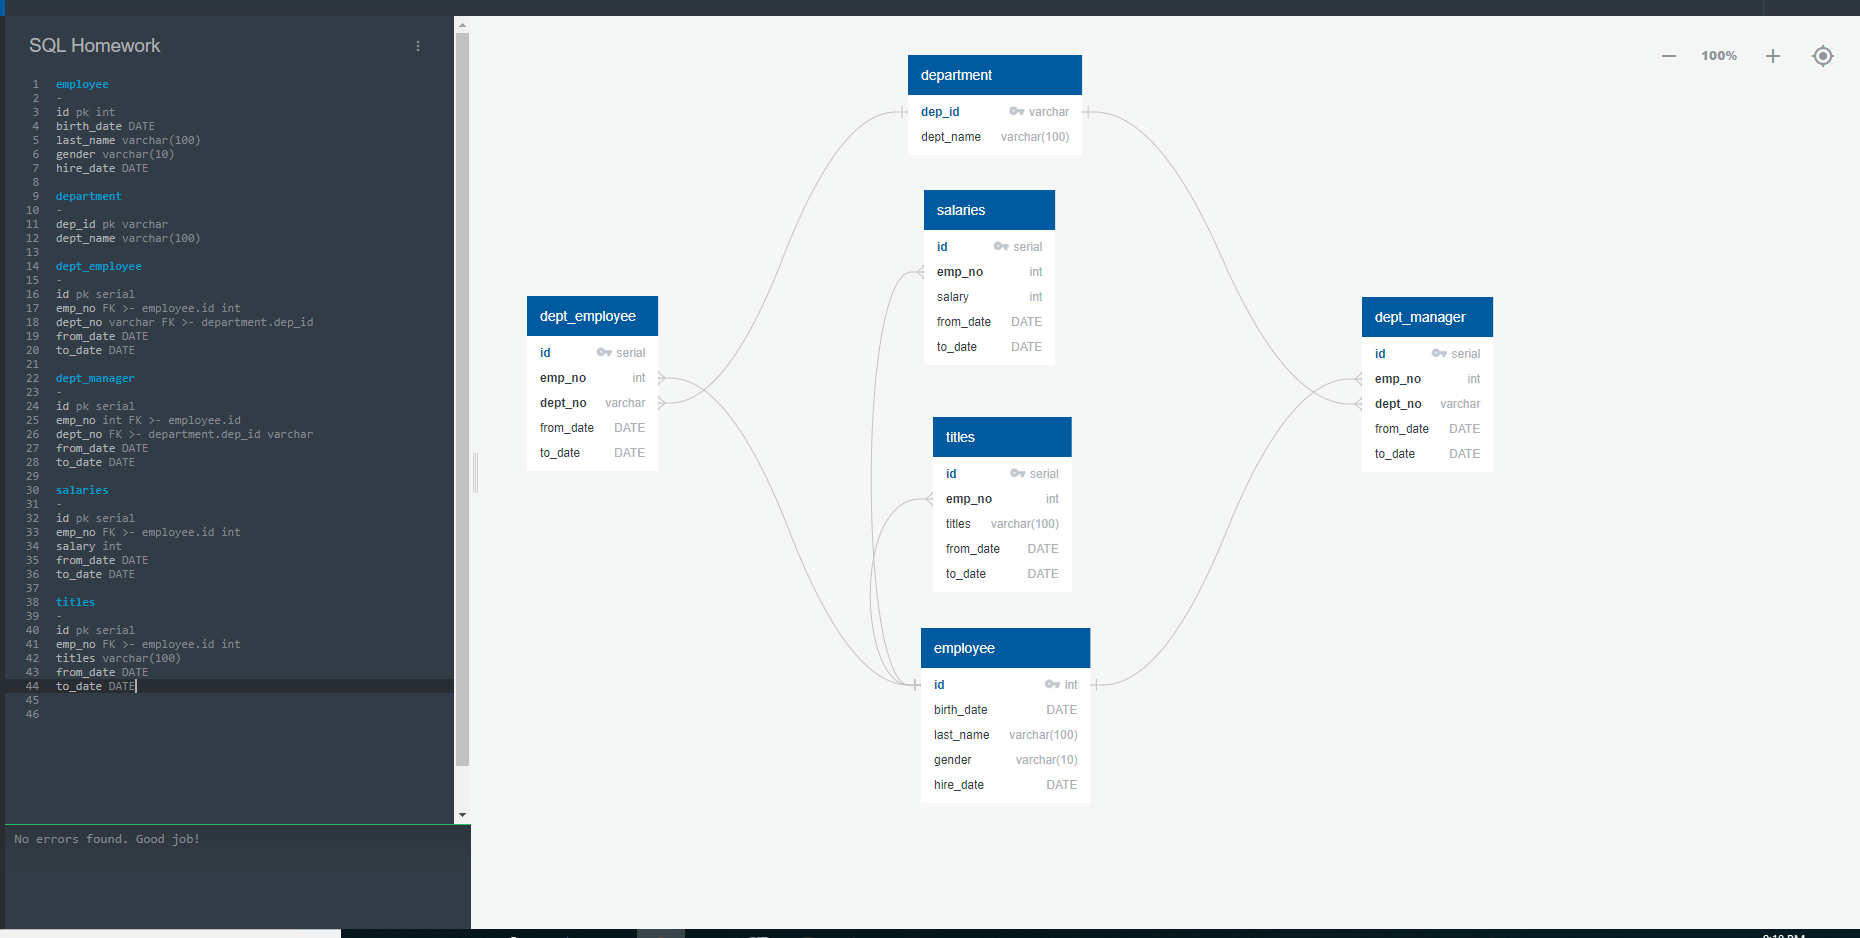 SQL Homework
1 employee
2 -
3 id pk int
4 birth_date DATE
5 last_name varchar(100)
6 gender varchar(10)
7 hire_date DATE
8
9 department
10 -
11 dep_id pk varchar
12 dept_name varchar(100)
13
14 dept_employee
15 -
16 id pk serial
17 emp_no FK >- employee.id int
18 dept_no varchar FK >- department.dep_id
19 from_date DATE
20 to_date DATE
21
22 dept_manager
23 -
24 id pk serial
25 emp_no int FK >- employee.id
26 dept_no FK >- department.dep_id varchar
27 from_date DATE
28 to_date DATE
29
30 salaries
31 -
32 id pk serial
33 emp_no FK >- employee.id int
34 salary int
35 from_date DATE
36 to_date DATE
37
38 titles
39 -
40 id pk serial
41 emp_no FK >- employee.id int
42 titles varchar(100)
43 from_date DATE
44 to_date DATE
45
46
No errors found. Good job!
100%
department
dep_id varchar
dept_name varchar(100)
salaries
id serial
emp_no int
salary int
from_date DATE
to_date DATE
dept_employee
id serial
emp_no int
dept_no varchar
from_date DATE
to_date DATE
dept_manager
id serial
emp_no int
dept_no varchar
from_date DATE
to_date DATE
titles
id serial
emp_no int
titles varchar(100)
from_date DATE
to_date DATE
employee
id int
birth_date DATE
last_name varchar(100)
gender varchar(10)
hire_date DATE